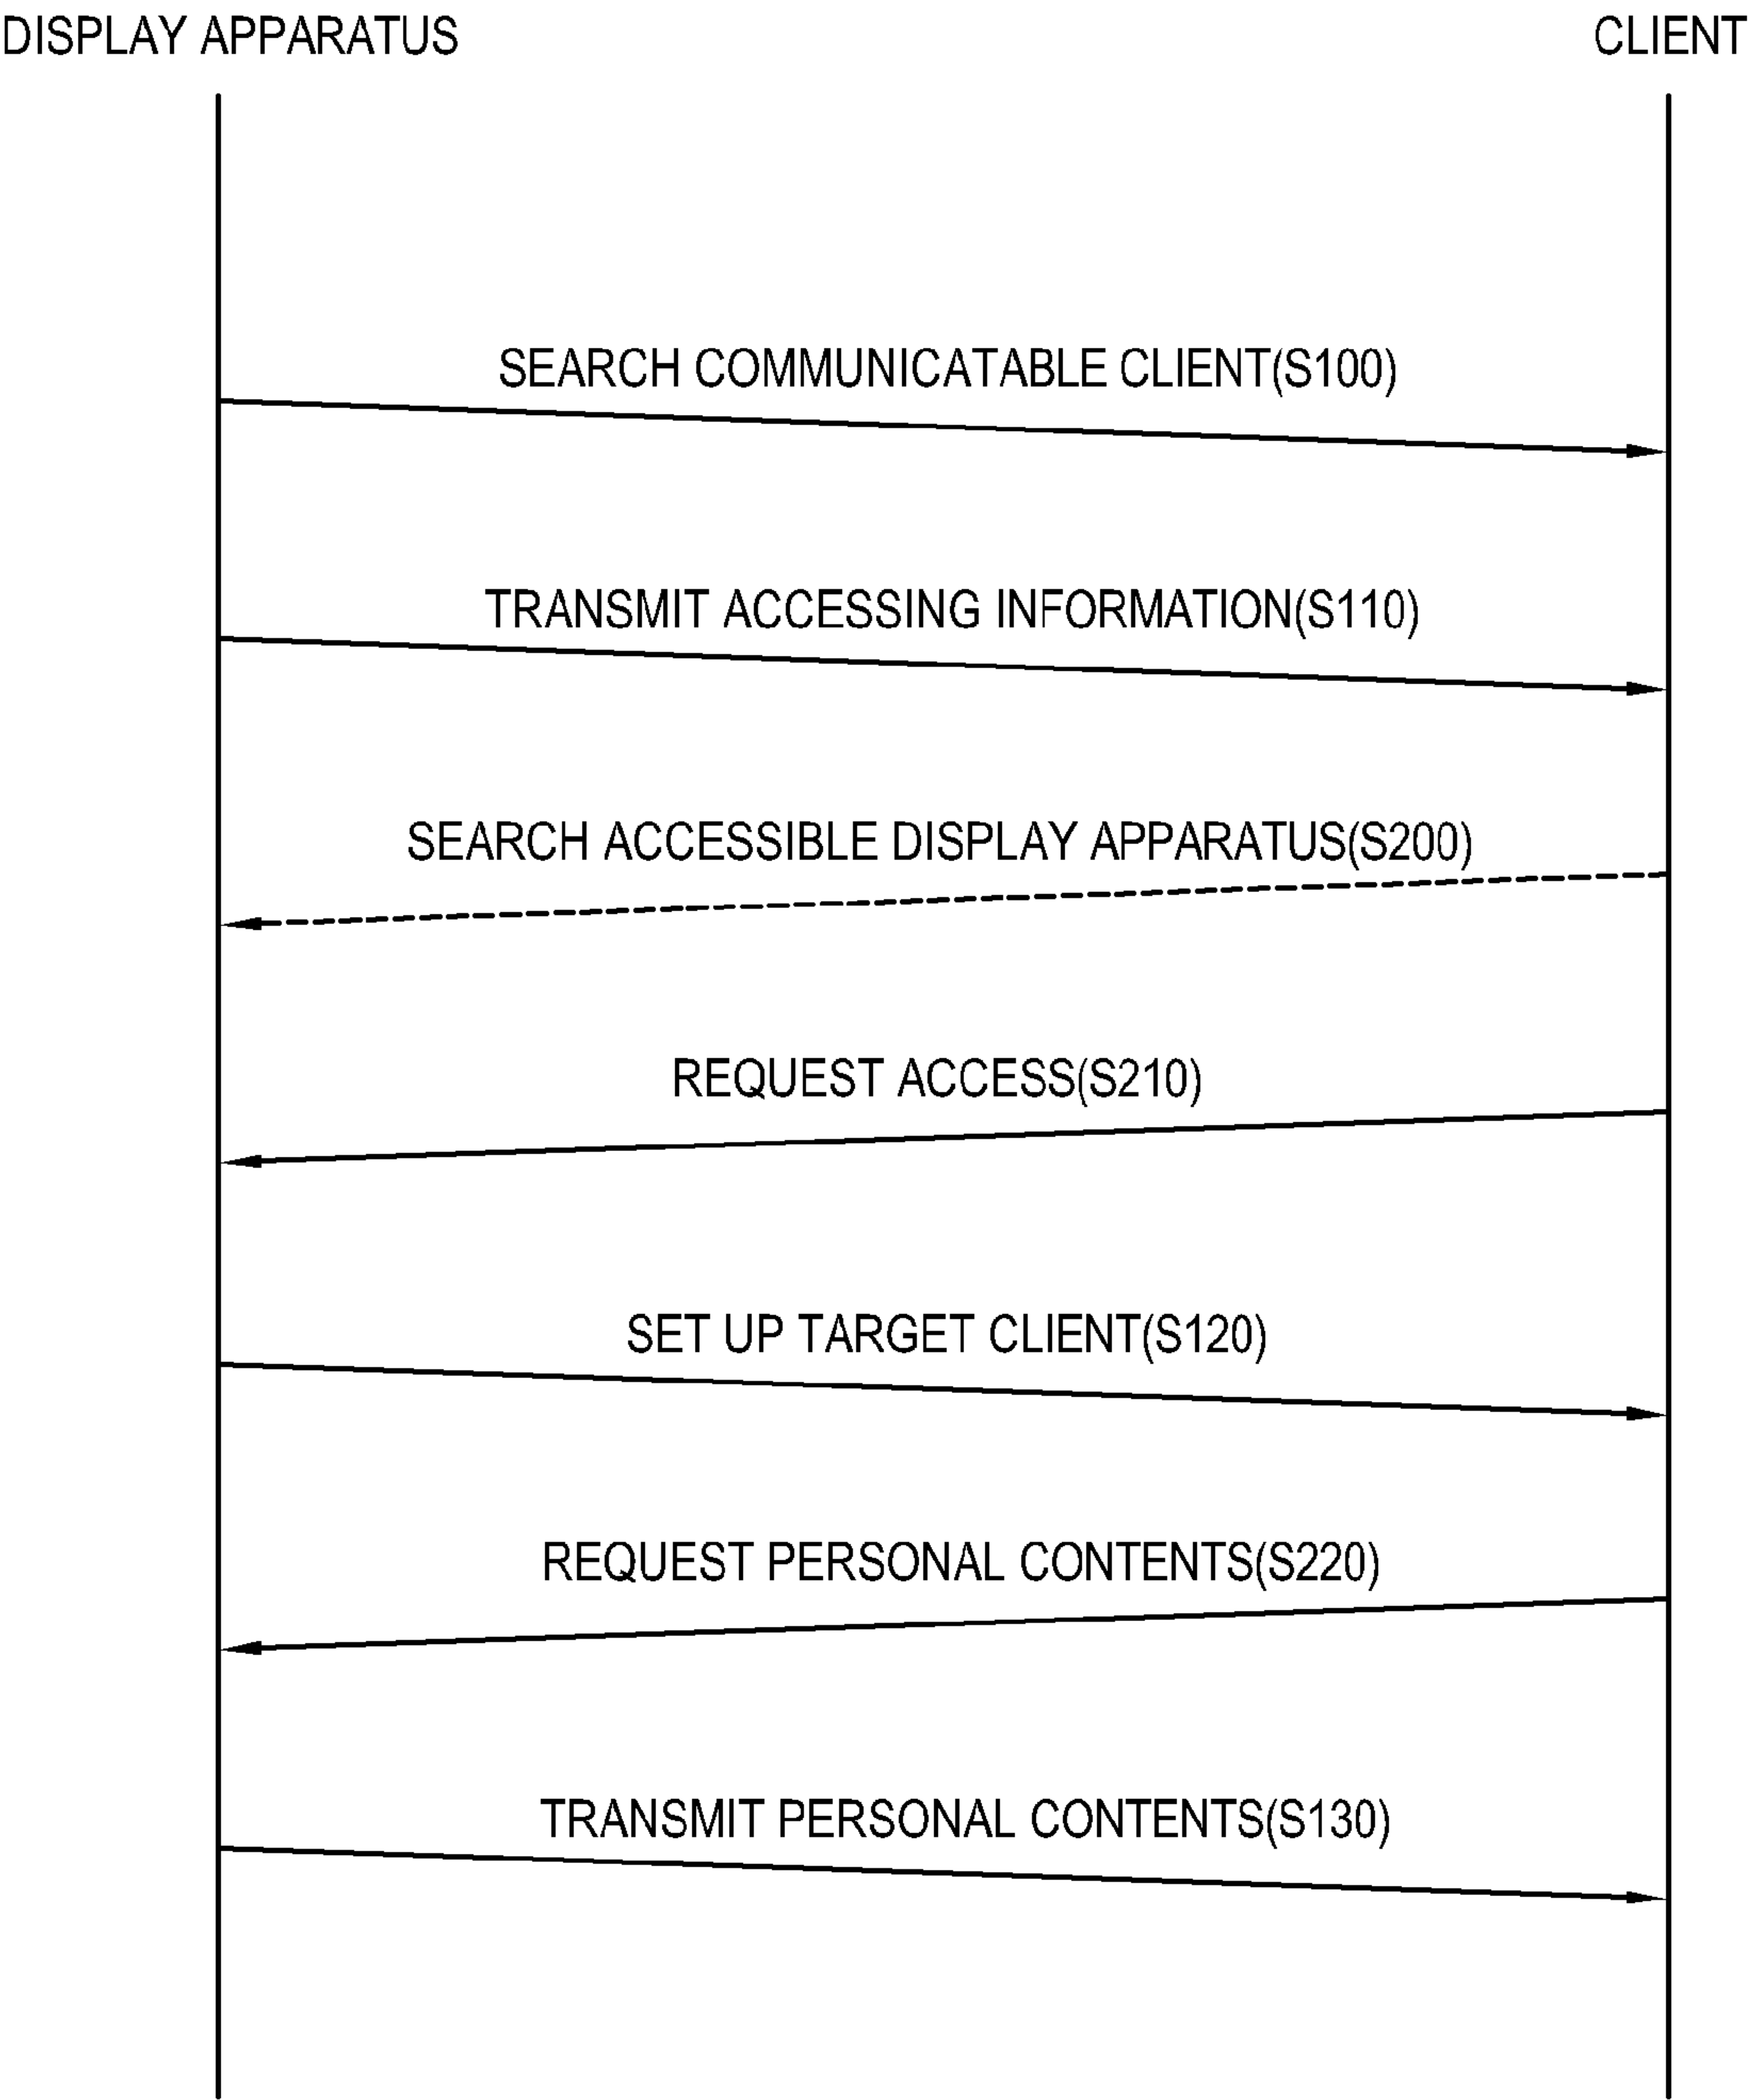 DISPLAY APPARATUS
CLIENT
SEARCH COMMUNICATABLE CLIENT(S100)
TRANSMIT ACCESSING INFORMATION(S110)
SEARCH ACCESSIBLE DISPLAY APPARATUS(S200)
REQUEST ACCESS(S210)
SET UP TARGET CLIENT(S120)
REQUEST PERSONAL CONTENTS(S220)
TRANSMIT PERSONAL CONTENTS(S130)